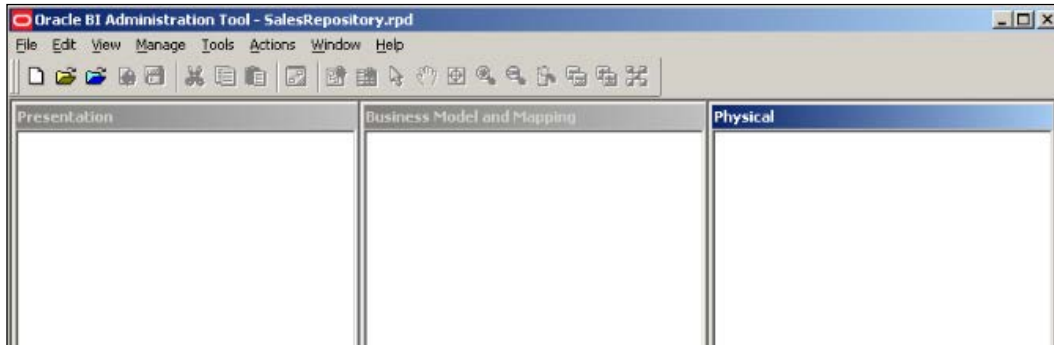 Oracle BI Administration Tool - SalesRepository.rpd
File Edit View Manage Tools Actions Window Help
Presentation
Business Model and Mapping
Physical